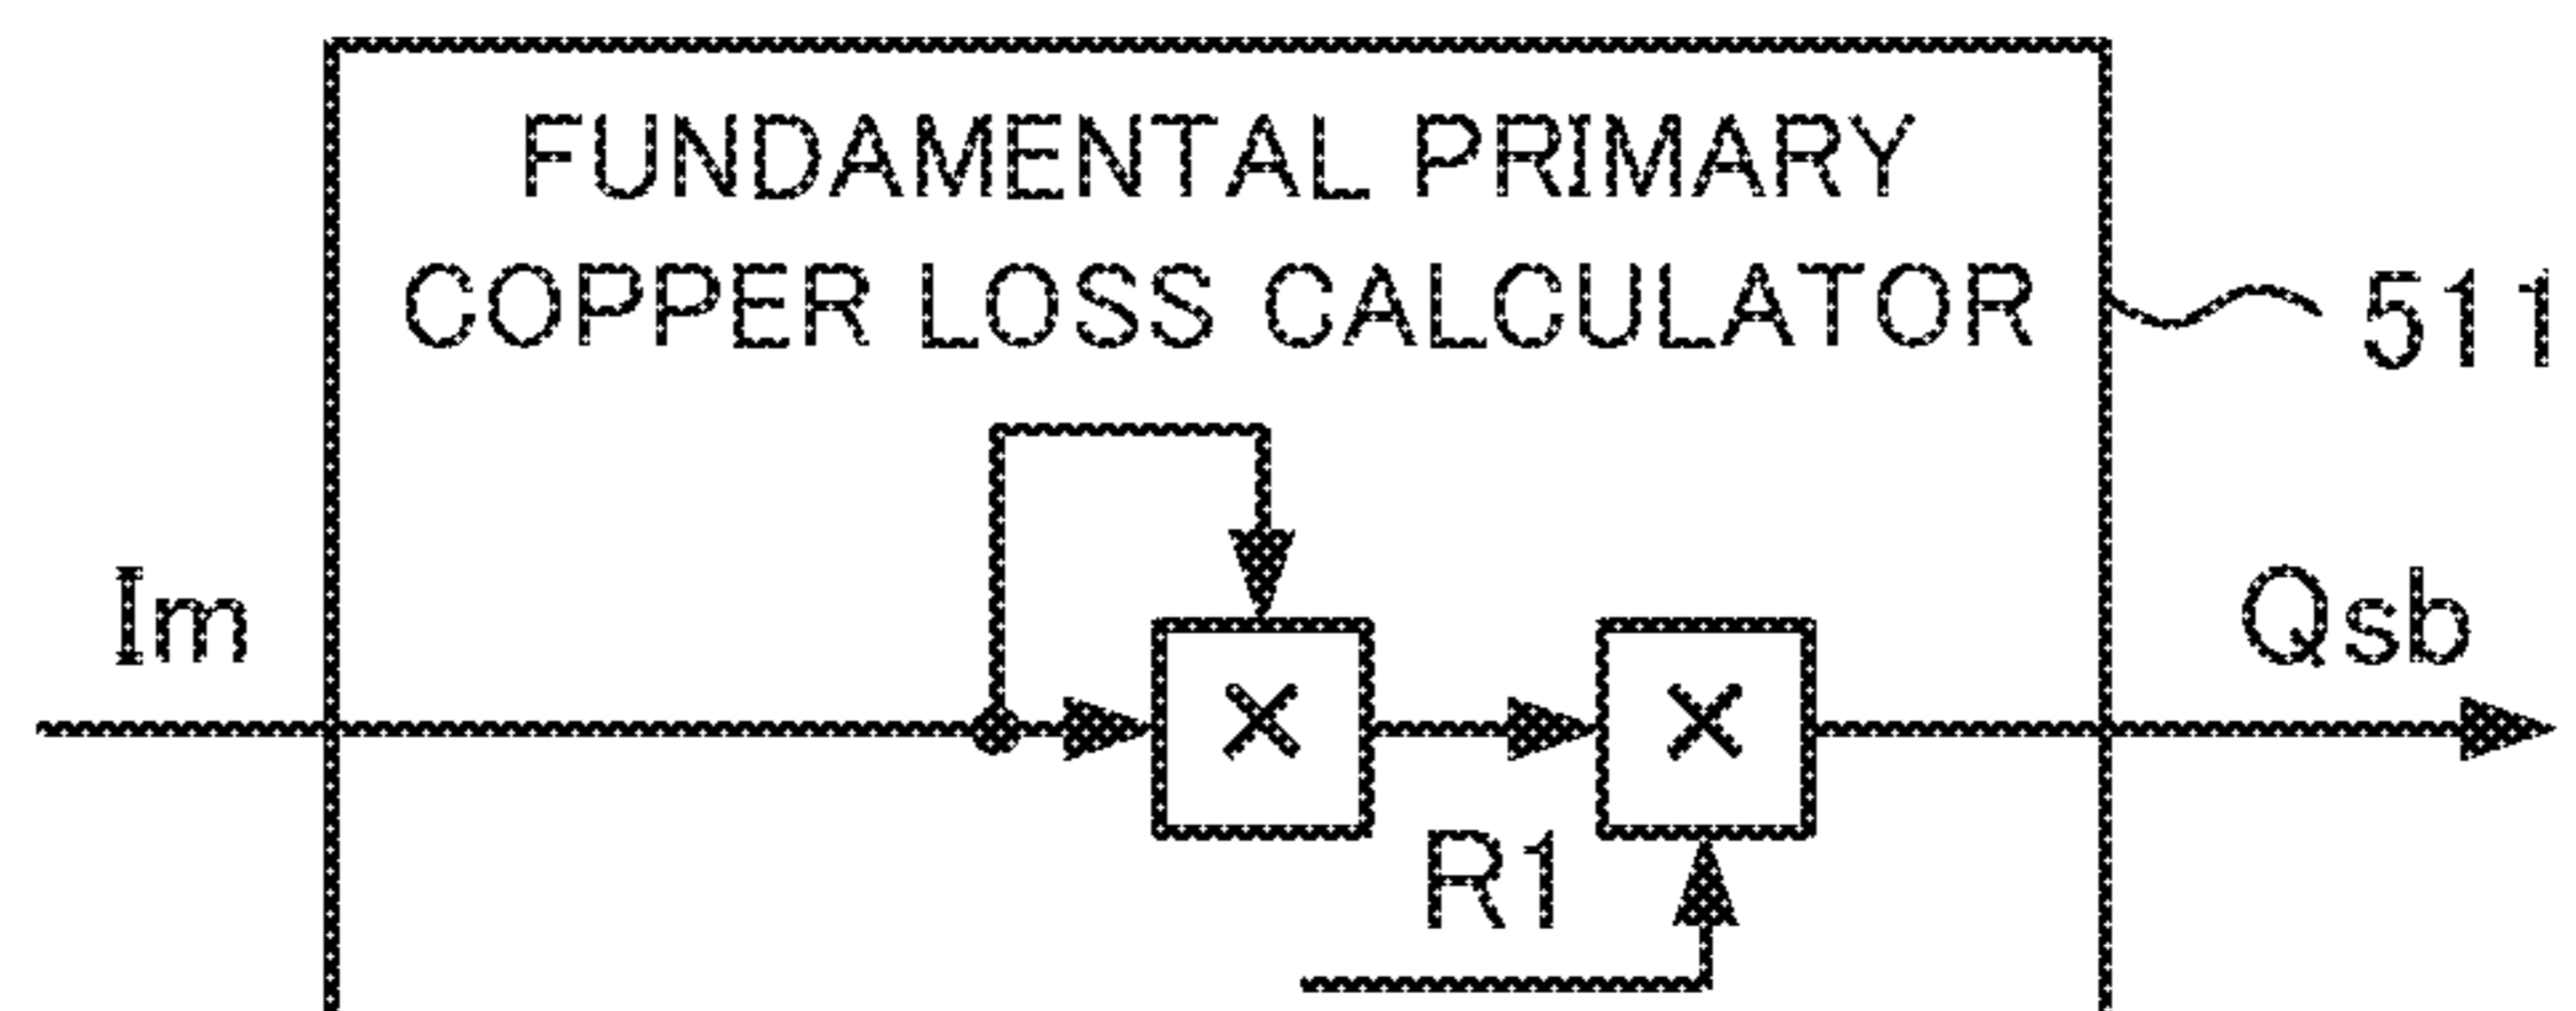 FUNDAMENTAL PRIMARY
COPPER LOSS CALCULATOR
511
Im
Qsb
×
×
R1